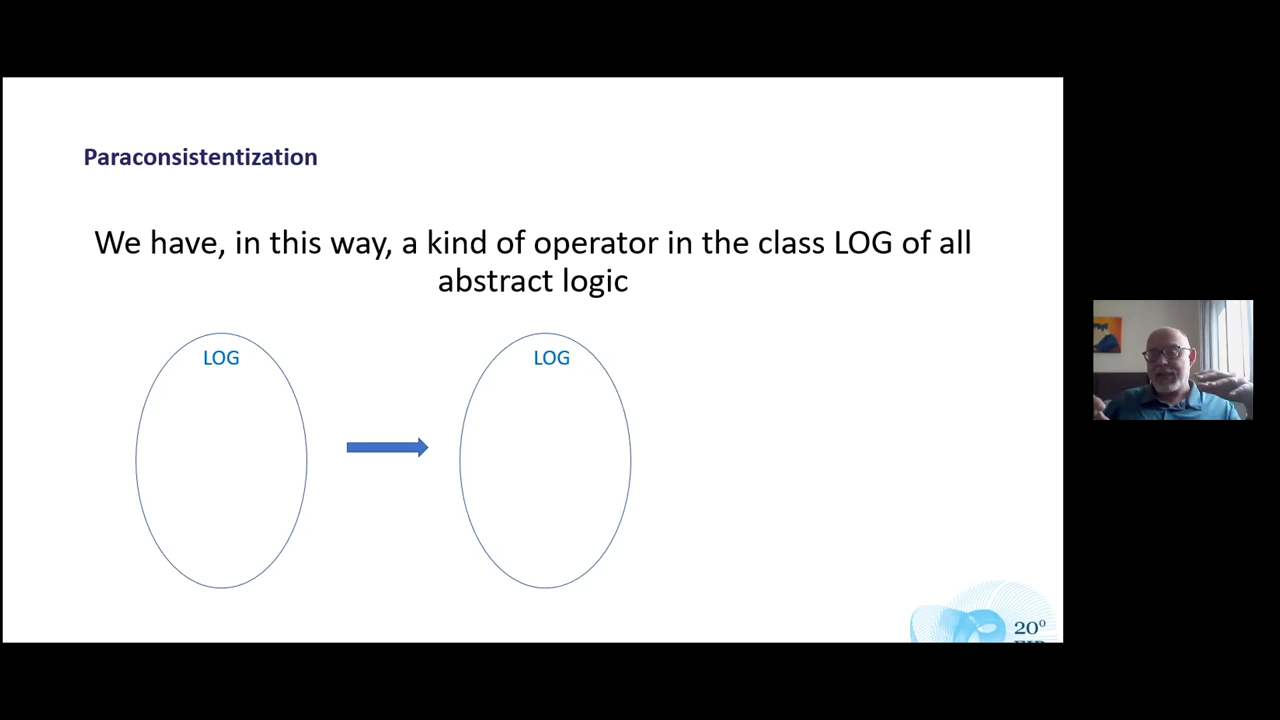 Paraconsistentization
We have, in this way, a kind of operator in the class LOG of all
abstract logic
LOG
LOG
20º